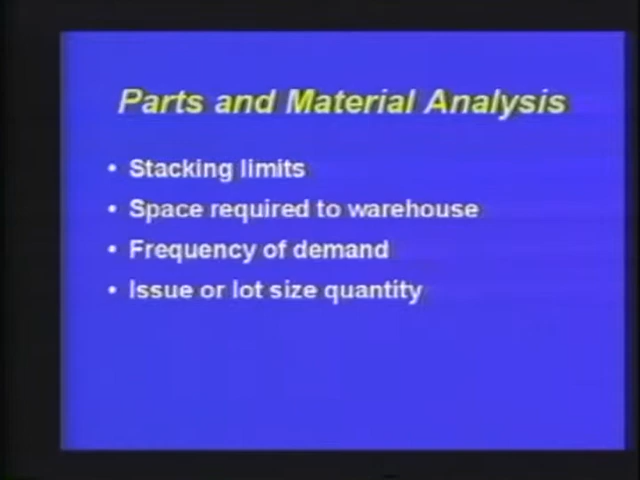 Parts and Material Analysis
• Stacking limits
• Space required to warehouse
• Frequency of demand
• Issue or lot size quantity